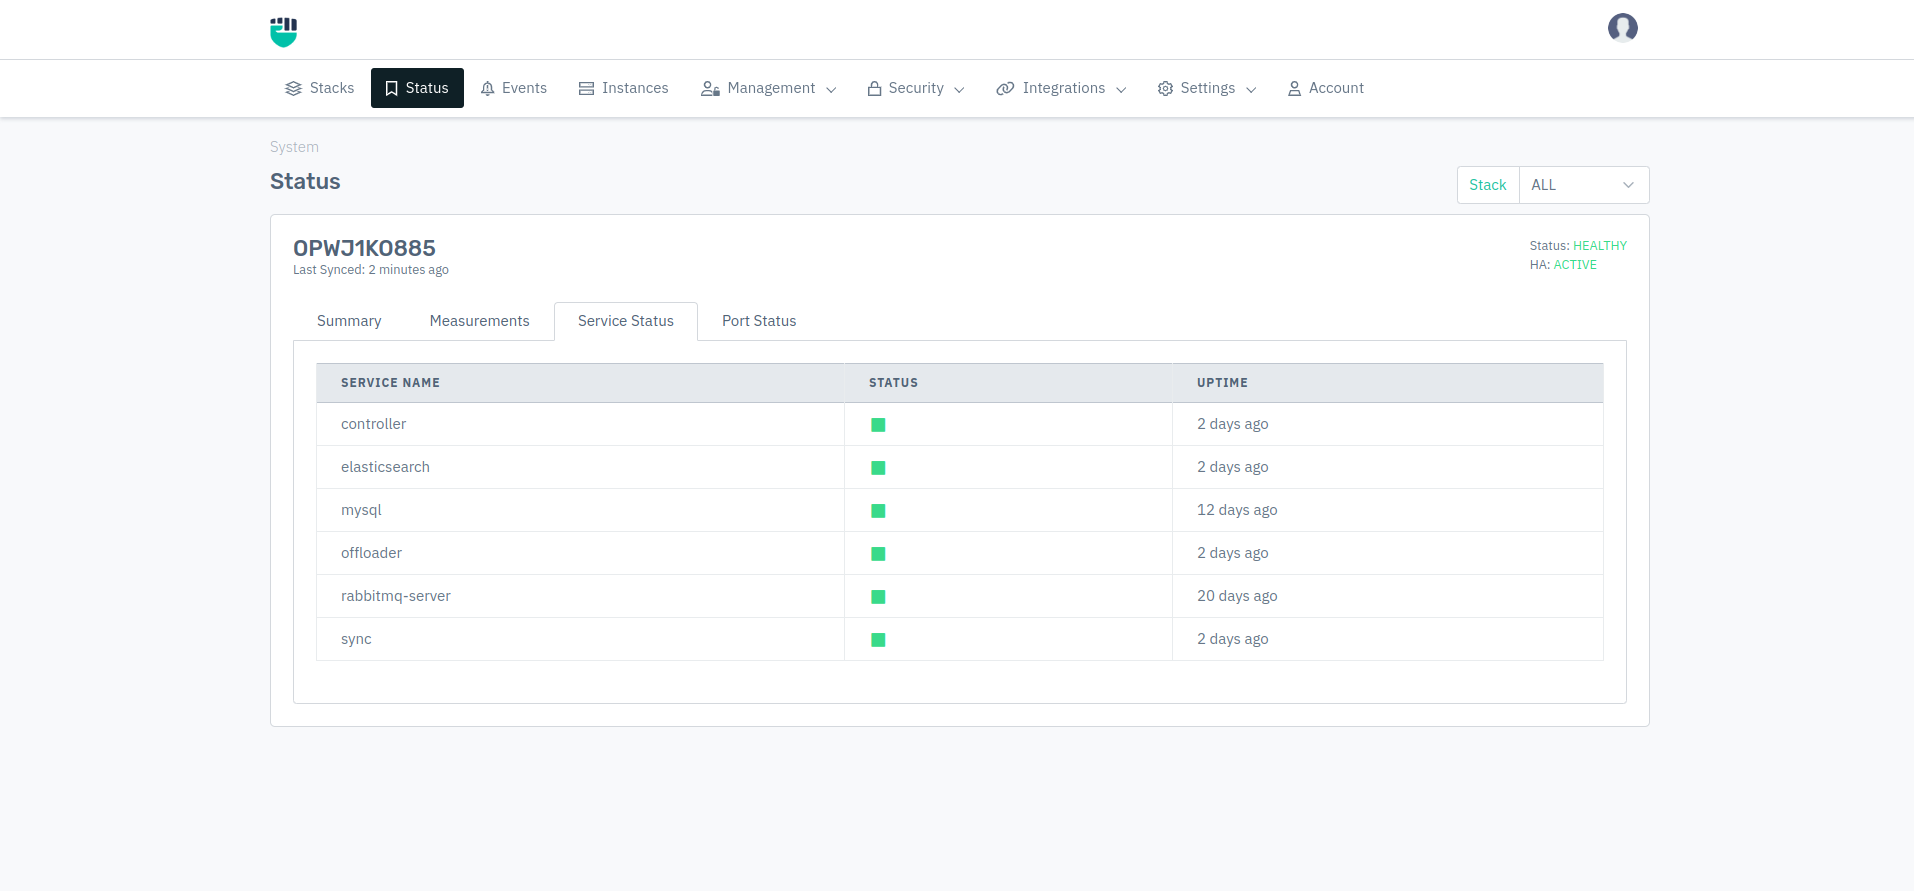 Stacks Status Events Instances Management Security Integrations Settings Account
System
Status
Stack ALL
OPWJ1KO885
Last Synced: 2 minutes ago
Status: HEALTHY
HA: ACTIVE
Summary Measurements Service Status Port Status
SERVICE NAME STATUS UPTIME
controller 2 days ago
elasticsearch 2 days ago
mysql 12 days ago
offloader 2 days ago
rabbitmq-server 20 days ago
sync 2 days ago